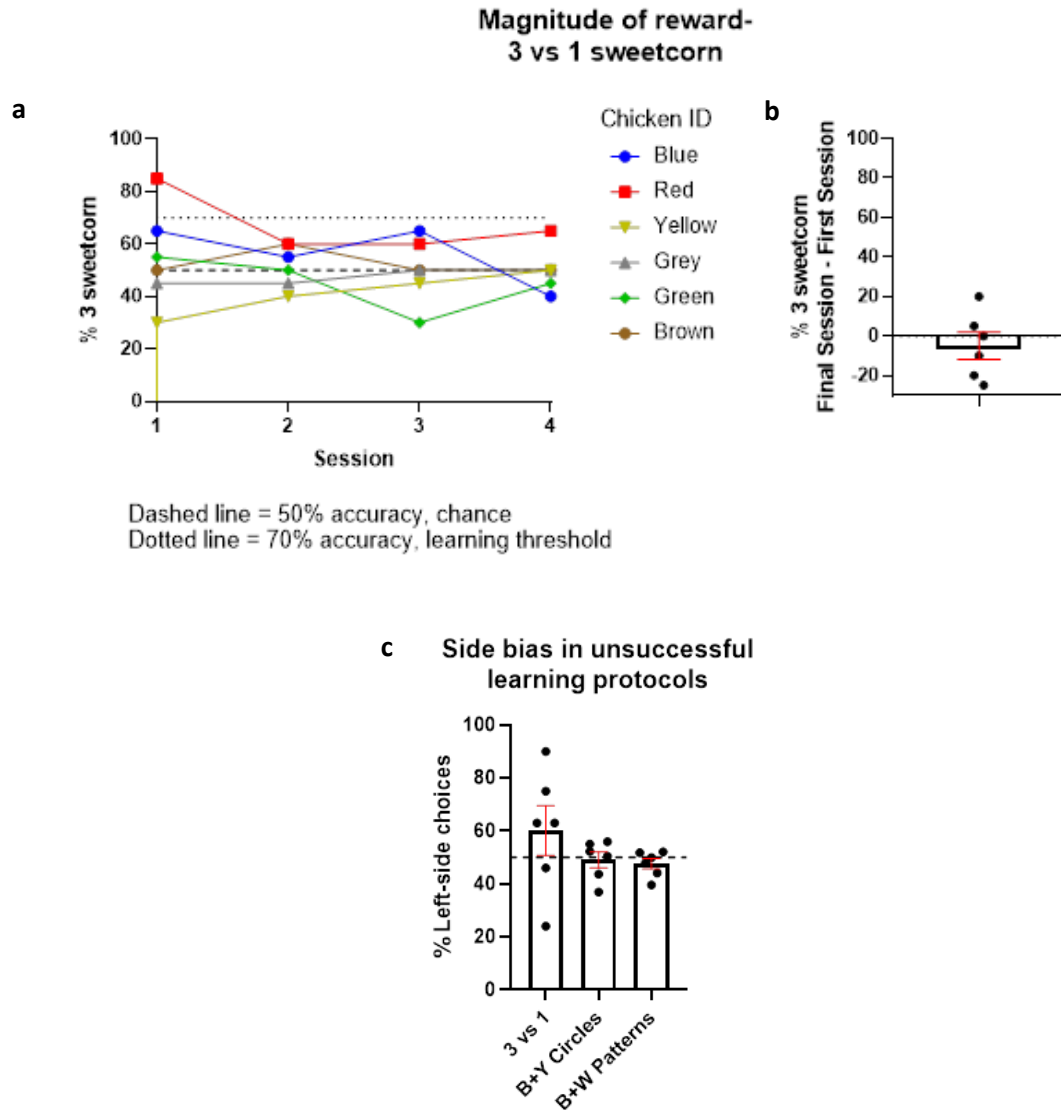 Magnitude of reward-
3 vs 1 sweetcorn
a
% 3 sweetcorn
100
80
60
40
20
0
1
2
3
4
Session
Chicken ID
Blue
Red
Yellow
Grey
Green
Brown
Dashed line = 50% accuracy, chance
Dotted line = 70% accuracy, learning threshold
b
% 3 sweetcorn
Final Session - First Session
100
80
60
40
20
0
-20
c
Side bias in unsuccessful
learning protocols
% Left-side choices
100
80
60
40
20
0
3 vs 1
B+Y Circles
B+W Patterns